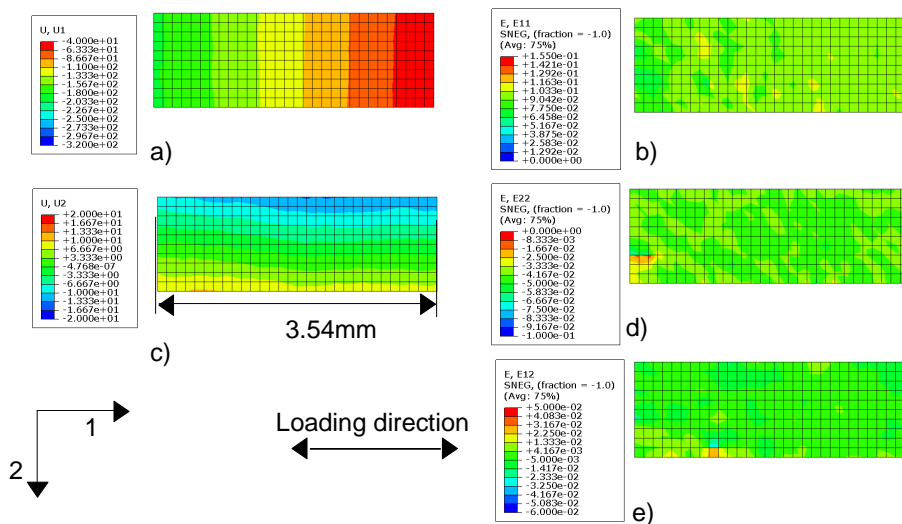 U, U1
-4.000e+01
-6.333e+01
-8.667e+01
-1.100e+02
-1.333e+02
-1.567e+02
-1.800e+02
-2.033e+02
-2.267e+02
-2.500e+02
-2.733e+02
-2.967e+02
-3.200e+02
a)
E, E11
SNEG, (fraction = -1.0)
(Avg: 75%)
+1.550e-01
+1.421e-01
+1.292e-01
+1.163e-01
+1.033e-01
+9.042e-02
+7.750e-02
+6.458e-02
+5.167e-02
+3.875e-02
+2.583e-02
+1.292e-02
+0.000e+00
b)
U, U2
+2.000e+01
+1.667e+01
+1.333e+01
+1.000e+01
+6.667e+00
+3.333e+00
-4.768e-07
-3.333e+00
-6.667e+00
-1.000e+01
-1.333e+01
-1.667e+01
-2.000e+01
c)
3.54mm
E, E22
SNEG, (fraction = -1.0)
(Avg: 75%)
+0.000e+00
-8.333e-03
-1.667e-02
-2.500e-02
-3.333e-02
-4.167e-02
-5.000e-02
-5.833e-02
-6.667e-02
-7.500e-02
-8.333e-02
-9.167e-02
-1.000e-01
d)
1
2
Loading direction
E, E12
SNEG, (fraction = -1.0)
(Avg: 75%)
+5.000e-02
+4.083e-02
+3.167e-02
+2.250e-02
+1.333e-02
+4.167e-03
-5.000e-03
-1.417e-02
-2.333e-02
-3.250e-02
-4.167e-02
-5.083e-02
-6.000e-02
e)